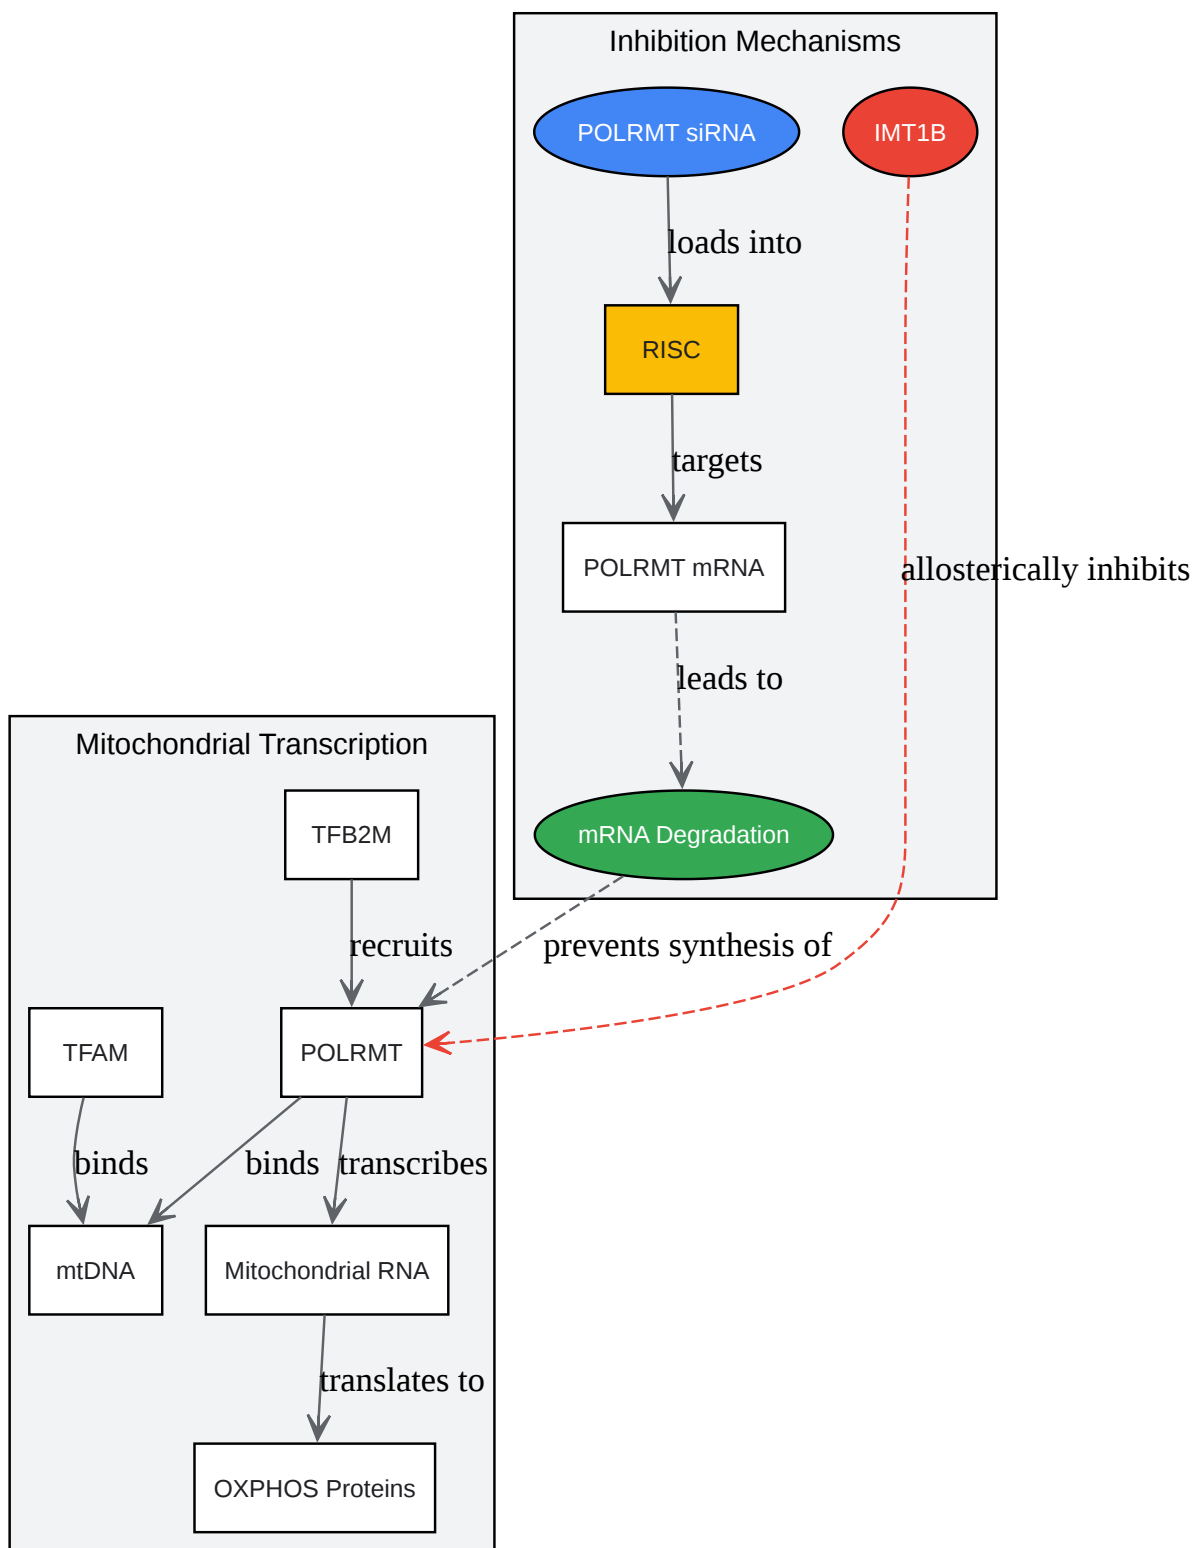 Inhibition Mechanisms
POLRMT siRNA
IMT1B
loads into
RISC
targets
POLRMT mRNA
allosterically inhibits
leads to
Mitochondrial Transcription
TFB2M
mRNA Degradation
recruits
prevents synthesis of
TFAM
POLRMT
binds
binds
transcribes
mtDNA
Mitochondrial RNA
translates to
OXPHOS Proteins